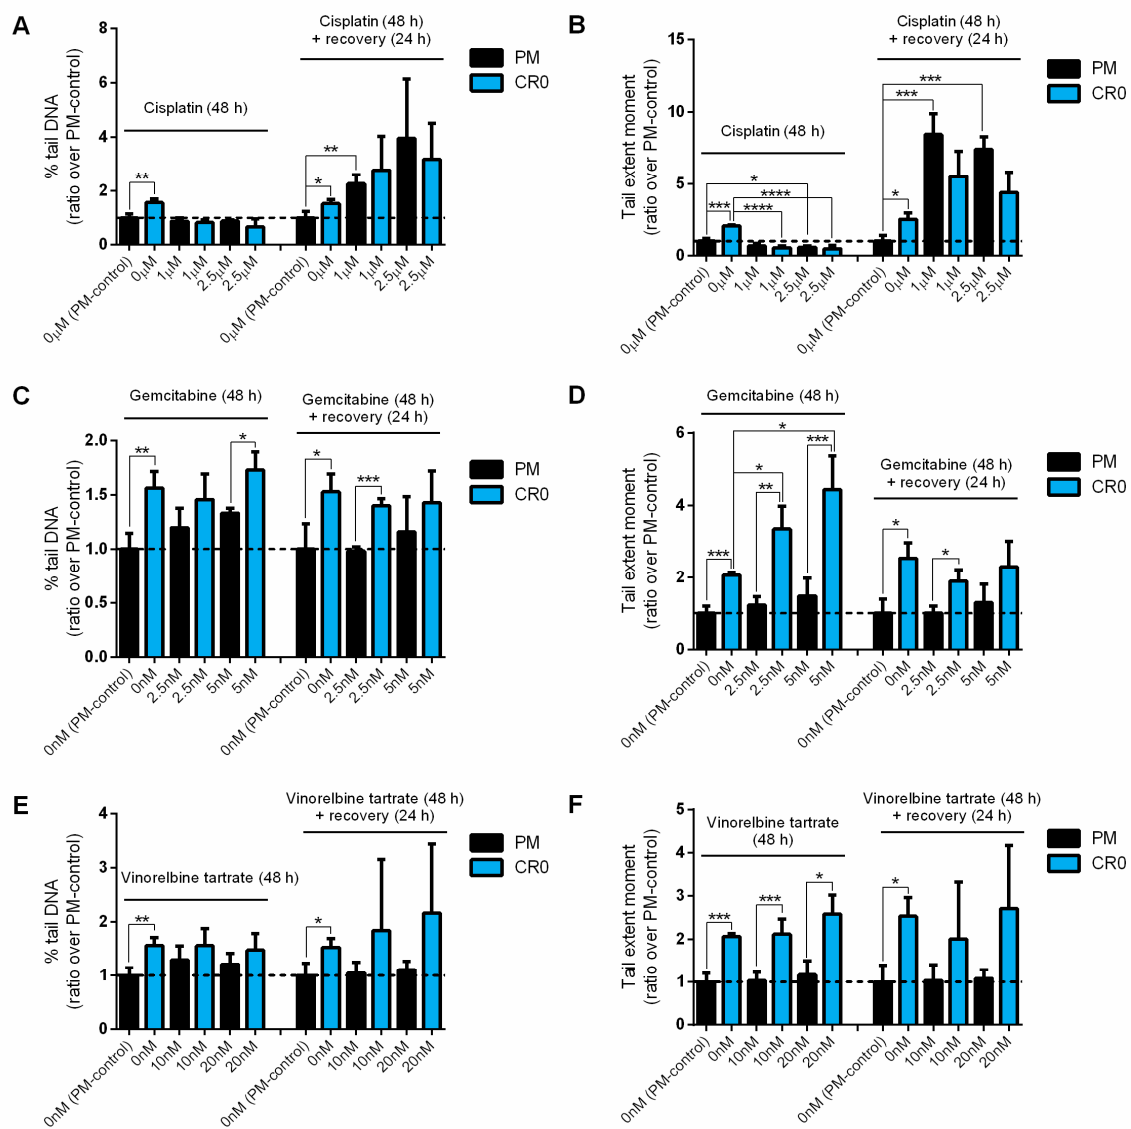 A
Cisplatin (48 h)
+ recovery (24 h)
PM
CR0
Cisplatin (48 h)
% tail DNA
(ratio over PM-control)
8
6
4
2
0
**
*
**
0µM (PM-control)
0µM
1µM
1µM
2.5µM
2.5µM
0µM (PM-control)
0µM
1µM
1µM
2.5µM
2.5µM
B
Cisplatin (48 h)
+ recovery (24 h)
PM
CR0
Cisplatin (48 h)
Tail extent moment
(ratio over PM-control)
15
10
5
0
***
***
*
****
***
****
*
0µM (PM-control)
0µM
1µM
1µM
2.5µM
2.5µM
0µM (PM-control)
0µM
1µM
1µM
2.5µM
2.5µM
C
Gemcitabine (48 h)
Gemcitabine (48 h)
+ recovery (24 h)
PM
CR0
% tail DNA
(ratio over PM-control)
2.0
1.5
1.0
0.5
0.0
**
*
*
***
0nM (PM-control)
0nM
2.5nM
2.5nM
5nM
5nM
0nM (PM-control)
0nM
2.5nM
2.5nM
5nM
5nM
D
Gemcitabine (48 h)
Gemcitabine (48 h)
+ recovery (24 h)
PM
CR0
Tail extent moment
(ratio over PM-control)
6
4
2
0
*
***
*
**
***
*
*
0nM (PM-control)
0nM
2.5nM
2.5nM
5nM
5nM
0nM (PM-control)
0nM
2.5nM
2.5nM
5nM
5nM
E
Vinorelbine tartrate (48 h)
+ recovery (24 h)
PM
CR0
Vinorelbine tartrate (48 h)
% tail DNA
(ratio over PM-control)
4
3
2
1
0
**
*
0nM (PM-control)
0nM
10nM
10nM
20nM
20nM
0nM (PM-control)
0nM
10nM
10nM
20nM
20nM
F
Vinorelbine tartrate (48 h)
+ recovery (24 h)
PM
CR0
Vinorelbine tartrate
(48 h)
Tail extent moment
(ratio over PM-control)
5
4
3
2
1
0
***
***
*
*
0nM (PM-control)
0nM
10nM
10nM
20nM
20nM
0nM (PM-control)
0nM
10nM
10nM
20nM
20nM